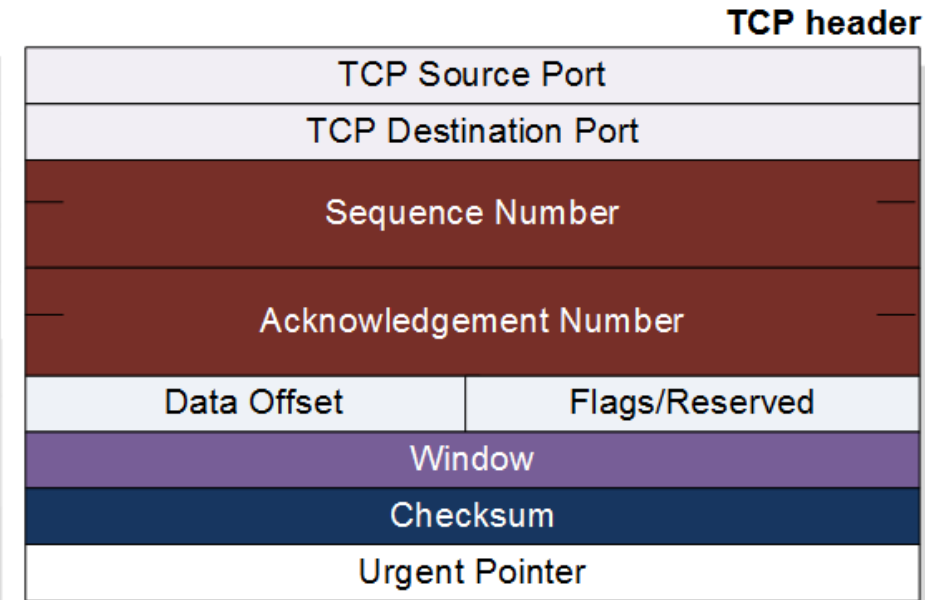 TCP header
TCP Source Port
TCP Destination Port
Sequence Number
Acknowledgement Number
Data Offset Flags/Reserved
Window
Checksum
Urgent Pointer